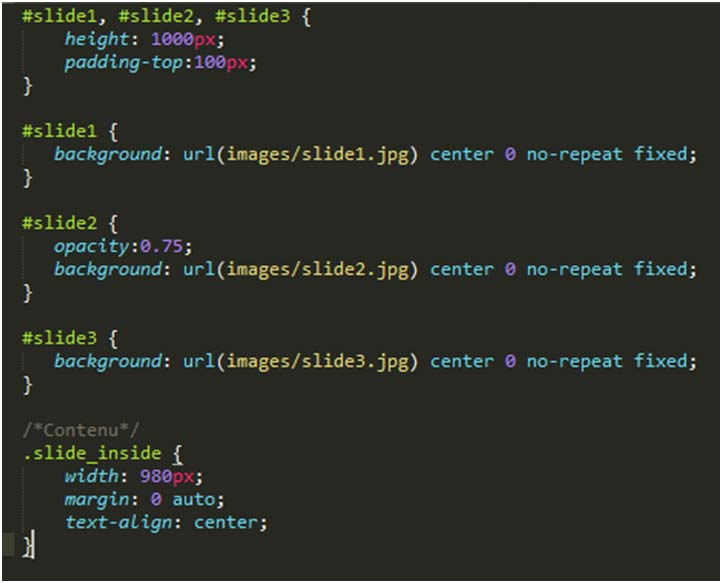 #slide1, #slide2, #slide3 {
height: 1000px;
padding-top:100px;
}
#slide1 {
background: url(images/slide1.jpg) center 0 no-repeat fixed;
}
#slide2 {
opacity:0.75;
background: url(images/slide2.jpg) center 0 no-repeat fixed;
}
#slide3 {
background: url(images/slide3.jpg) center 0 no-repeat fixed;
}
/*Contenu*/
.slide_inside {
width: 980px;
margin: 0 auto;
text-align: center;
}